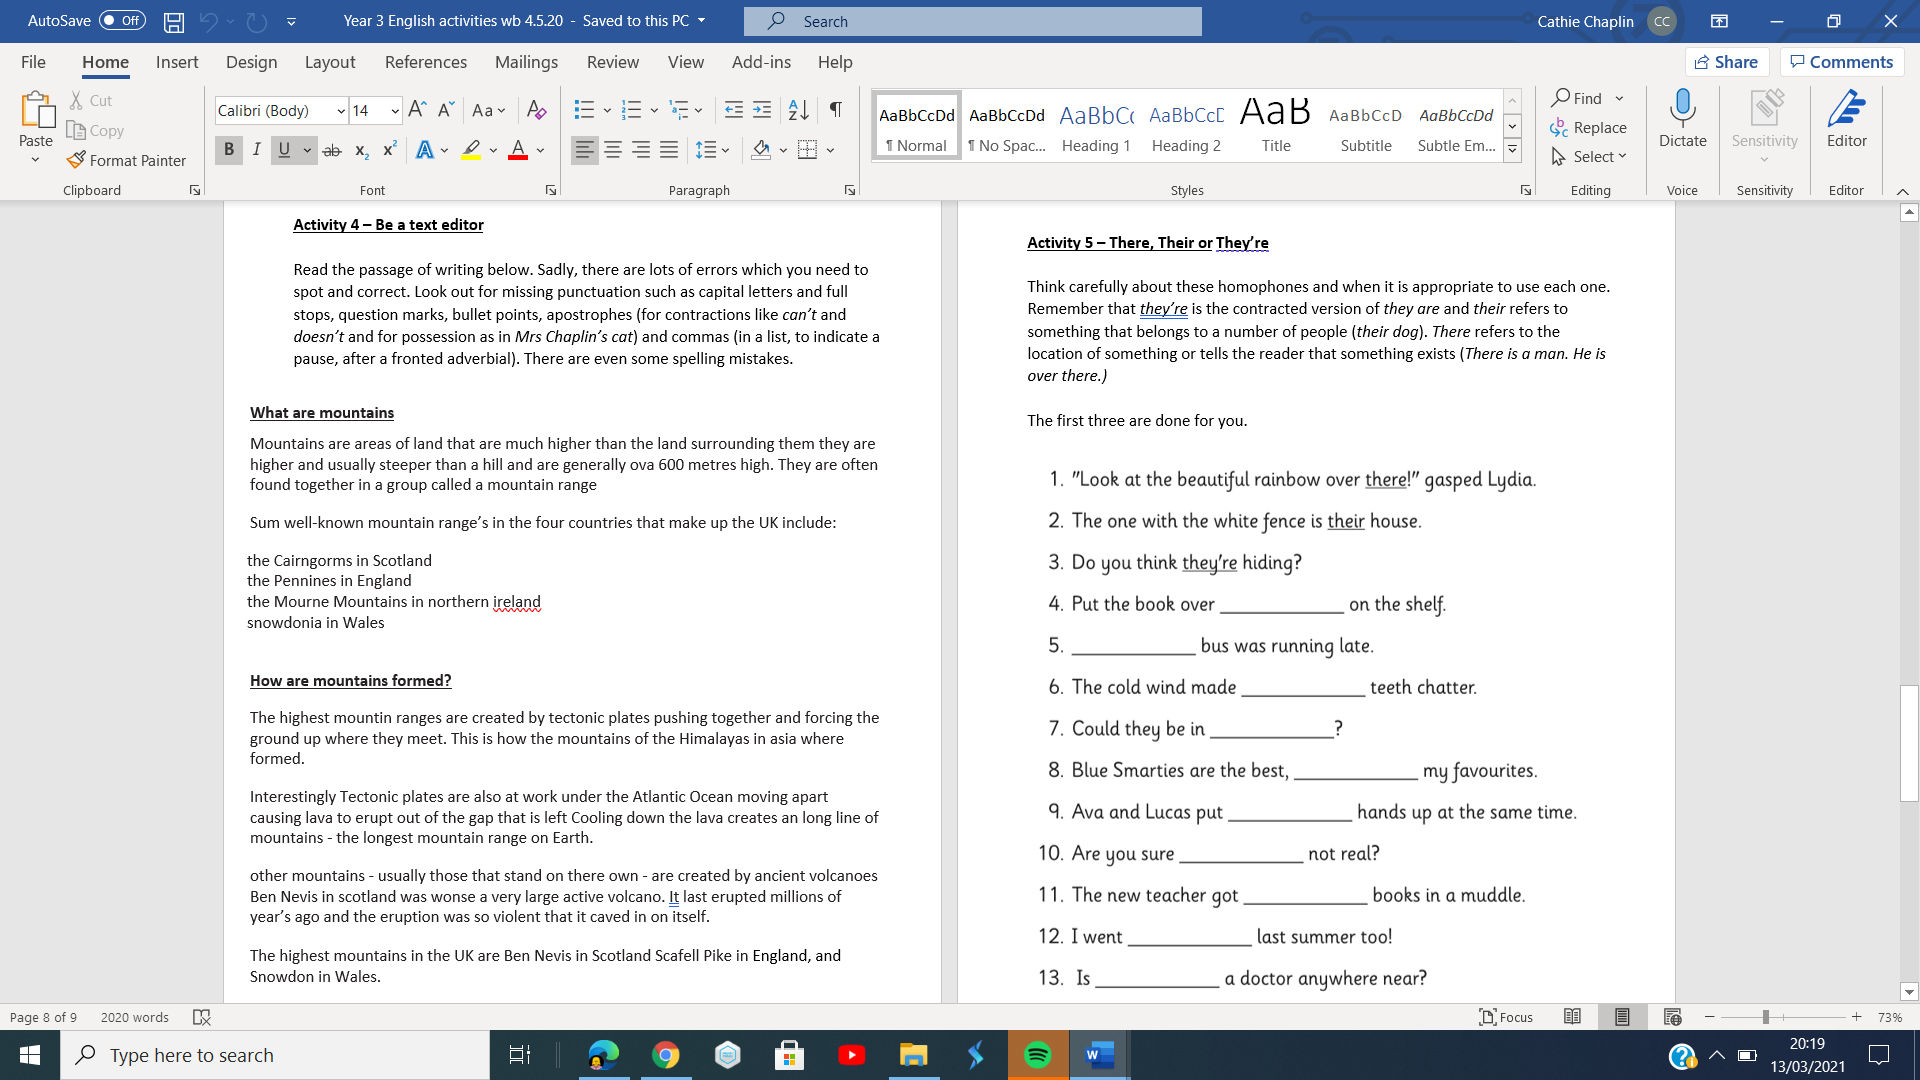 AutoSave Off Year 3 English activities wb 4.5.20 - Saved to this PC Search Cathie Chaplin CC
File Home Insert Design Layout References Mailings Review View Add-ins Help Share Comments
Paste Cut Copy Format Painter Clipboard
Calibri (Body) 14 Aa Font
Paragraph
AaBbCcDd AaBbCcDd AaBbCc AaBbCcE AaB AaBbCcD AaBbCcDd
¶ Normal ¶ No Spac... Heading 1 Heading 2 Title Subtitle Subtle Em...
Styles
Find Replace Select Editing
Dictate Voice
Sensitivity Sensitivity
Editor Editor
Activity 4 – Be a text editor
Read the passage of writing below. Sadly, there are lots of errors which you need to
spot and correct. Look out for missing punctuation such as capital letters and full
stops, question marks, bullet points, apostrophes (for contractions like can’t and
doesn’t and for possession as in Mrs Chaplin’s cat) and commas (in a list, to indicate a
pause, after a fronted adverbial). There are even some spelling mistakes.
What are mountains
Mountains are areas of land that are much higher than the land surrounding them they are
higher and usually steeper than a hill and are generally ova 600 metres high. They are often
found together in a group called a mountain range
Sum well-known mountain range’s in the four countries that make up the UK include:
the Cairngorms in Scotland
the Pennines in England
the Mourne Mountains in northern ireland
snowdonia in Wales
How are mountains formed?
The highest mountin ranges are created by tectonic plates pushing together and forcing the
ground up where they meet. This is how the mountains of the Himalayas in asia where
formed.
Interestingly Tectonic plates are also at work under the Atlantic Ocean moving apart
causing lava to erupt out of the gap that is left Cooling down the lava creates an long line of
mountains - the longest mountain range on Earth.
other mountains - usually those that stand on there own - are created by ancient volcanoes
Ben Nevis in scotland was wonse a very large active volcano. It last erupted millions of
year’s ago and the eruption was so violent that it caved in on itself.
The highest mountains in the UK are Ben Nevis in Scotland Scafell Pike in England, and
Snowdon in Wales.
Activity 5 – There, Their or They’re
Think carefully about these homophones and when it is appropriate to use each one.
Remember that they’re is the contracted version of they are and their refers to
something that belongs to a number of people (their dog). There refers to the
location of something or tells the reader that something exists (There is a man. He is
over there.)
The first three are done for you.
1. "Look at the beautiful rainbow over there!" gasped Lydia.
2. The one with the white fence is their house.
3. Do you think they’re hiding?
4. Put the book over ____________ on the shelf.
5. ____________ bus was running late.
6. The cold wind made ____________ teeth chatter.
7. Could they be in ____________?
8. Blue Smarties are the best, ____________ my favourites.
9. Ava and Lucas put ____________ hands up at the same time.
10. Are you sure ____________ not real?
11. The new teacher got ____________ books in a muddle.
12. I went ____________ last summer too!
13. Is ____________ a doctor anywhere near?
Page 8 of 9 2020 words Focus 73%
Type here to search 20:19
13/03/2021